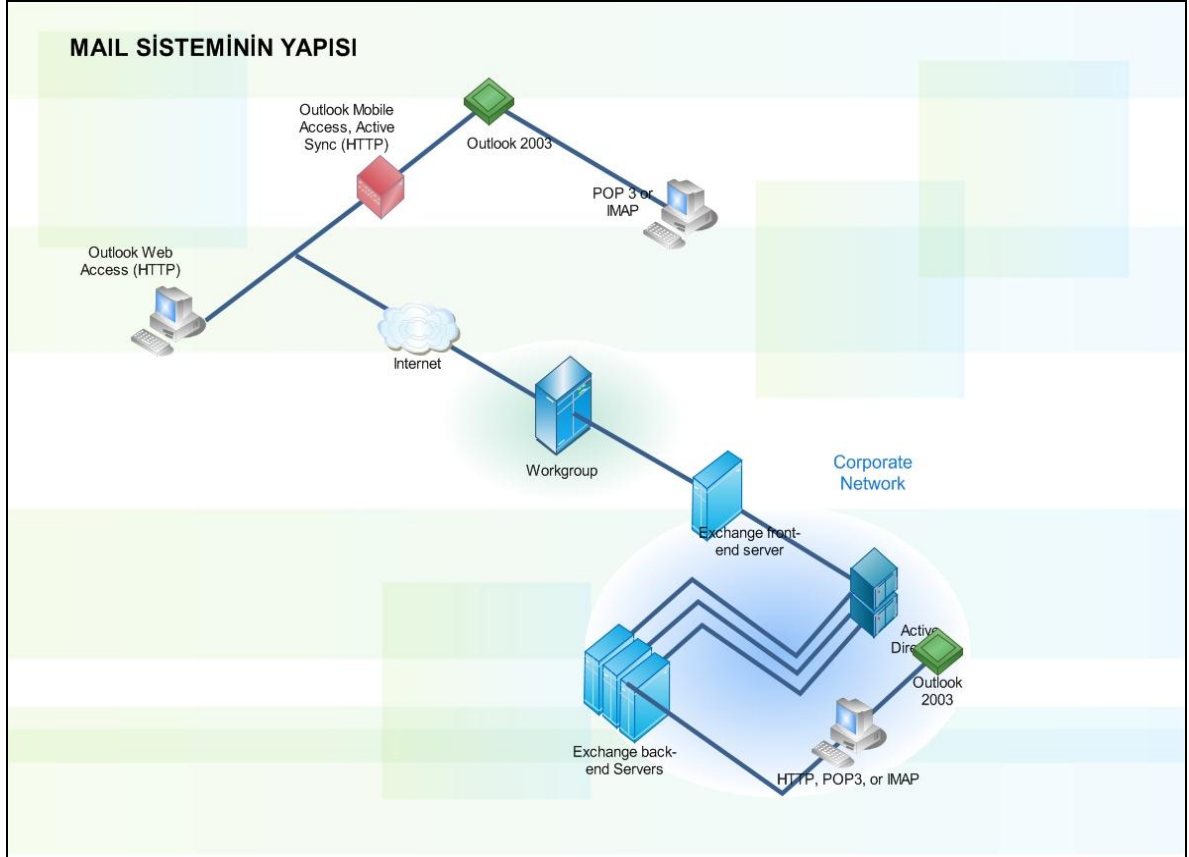 MAIL SİSTEMİNİN YAPISI
Outlook Mobile
Access, Active
Sync (HTTP)
Outlook 2003
POP 3 or
IMAP
Outlook Web
Access (HTTP)
Internet
Workgroup
Corporate
Network
Exchange front-
end server
Active
Outlook
2003
Exchange back-
end Servers
HTTP, POP3, or IMAP